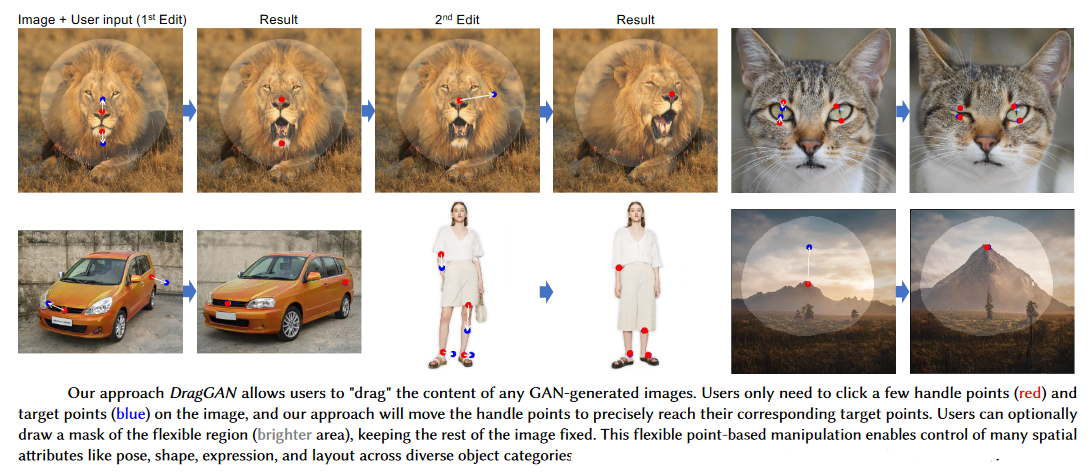 Image + User input (1st Edit) Result 2nd Edit Result
Our approach DragGAN allows users to "drag" the content of any GAN-generated images. Users only need to click a few handle points (red) and
target points (blue) on the image, and our approach will move the handle points to precisely reach their corresponding target points. Users can optionally
draw a mask of the flexible region (brighter area), keeping the rest of the image fixed. This flexible point-based manipulation enables control of many spatial
attributes like pose, shape, expression, and layout across diverse object categories